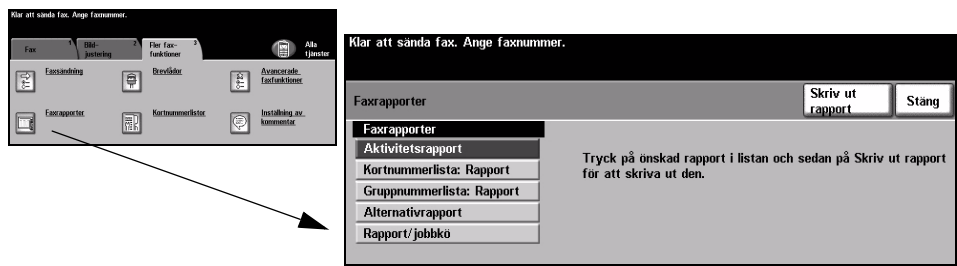 Klar att sända fax. Ange faxnummer.
Fax 1
Bild- 2
justering
Fler fax- 3
funktioner
Alla
tjänster
Faxsändning
Brevlådor
Avancerade
faxfunktioner
Faxrapporter
Kortnummerlistor
Inställning av
kommentar
Klar att sända fax. Ange faxnummer.
Faxrapporter
Skriv ut
rapport
Stäng
Faxrapporter
Aktivitetsrapport
Kortnummerlista: Rapport
Gruppnummerlista: Rapport
Alternativrapport
Rapport/jobbkö
Tryck på önskad rapport i listan och sedan på Skriv ut rapport
för att skriva ut den.